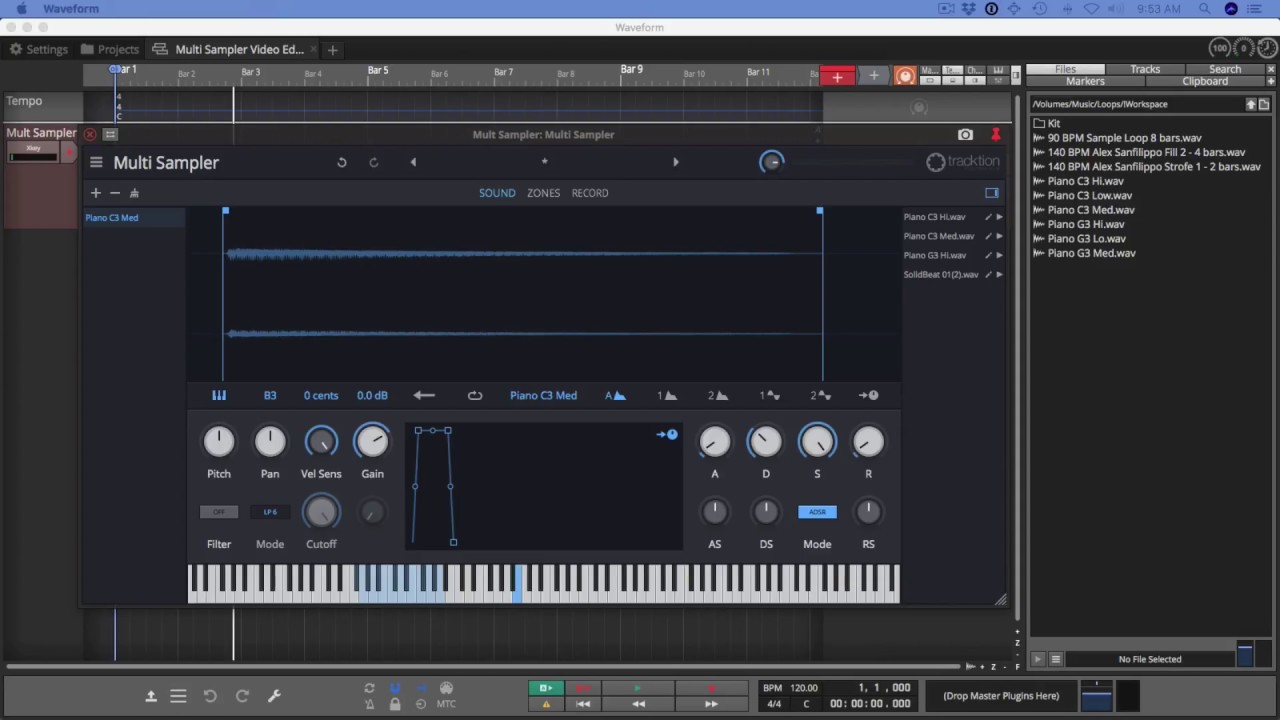 Waveform
9:53 AM
Waveform
Settings
Projects
Multi Sampler Video Ed...
100
0
Bar 1
Bar 2
Bar 3
Bar 4
Bar 5
Bar 6
Bar 7
Bar 8
Bar 9
Bar 10
Bar 11
Files
Tracks
Search
Markers
Clipboard
Tempo
4
4
C
/Volumes/Music/Loops/!Workspace
Kit
90 BPM Sample Loop 8 bars.wav
140 BPM Alex Sanfilippo Fill 2 - 4 bars.wav
140 BPM Alex Sanfilippo Strofe 1 - 2 bars.wav
Piano C3 Hi.wav
Piano C3 Low.wav
Piano C3 Med.wav
Piano G3 Hi.wav
Piano G3 Lo.wav
Piano G3 Med.wav
Mult Sampler
Xkey
Mult Sampler: Multi Sampler
Multi Sampler
*
tracktion
SOUND
ZONES
RECORD
Piano C3 Med
Piano C3 Hi.wav
Piano C3 Med.wav
Piano G3 Hi.wav
SolidBeat 01(2).wav
B3
0 cents
0.0 dB
Piano C3 Med
A
1
2
1
2
Pitch
Pan
Vel Sens
Gain
A
D
S
R
OFF
LP 6
ADSR
Filter
Mode
Cutoff
AS
DS
Mode
RS
No File Selected
MTC
BPM 120.00
1, 1, 000
4/4
C
00: 00: 00, 000
(Drop Master Plugins Here)